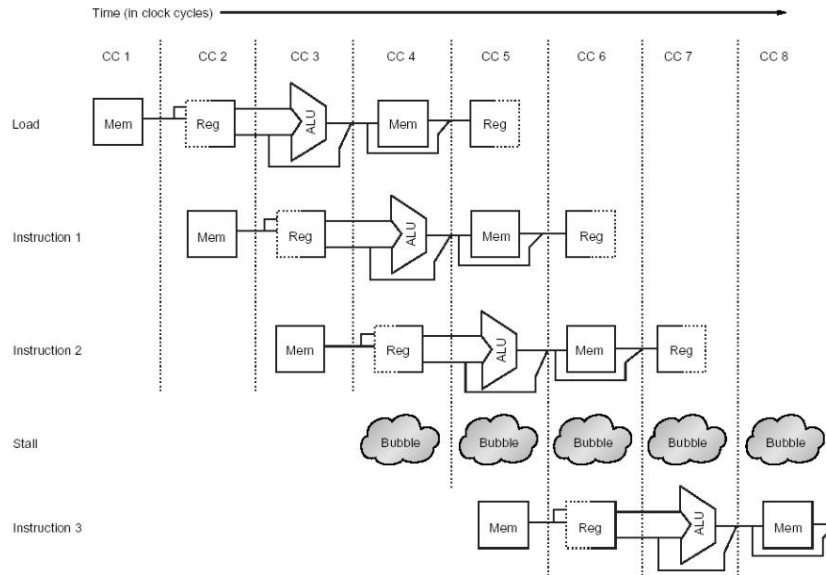 Time (in clock cycles)
CC 1 CC 2 CC 3 CC 4 CC 5 CC 6 CC 7 CC 8
Load Mem Reg ALU Mem Reg
Instruction 1 Mem Reg ALU Mem Reg
Instruction 2 Mem Reg ALU Mem Reg
Stall Bubble Bubble Bubble Bubble Bubble
Instruction 3 Mem Reg ALU Mem